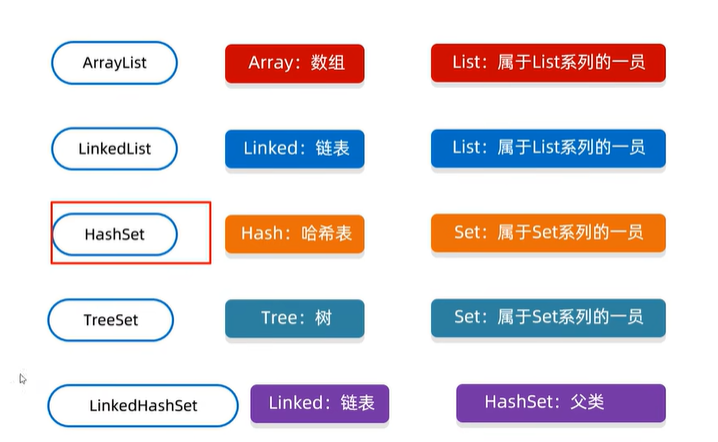 ArrayList Array：数组 List：属于List系列的一员
LinkedList Linked：链表 List：属于List系列的一员
HashSet Hash：哈希表 Set：属于Set系列的一员
TreeSet Tree：树 Set：属于Set系列的一员
LinkedHashSet Linked：链表 HashSet：父类